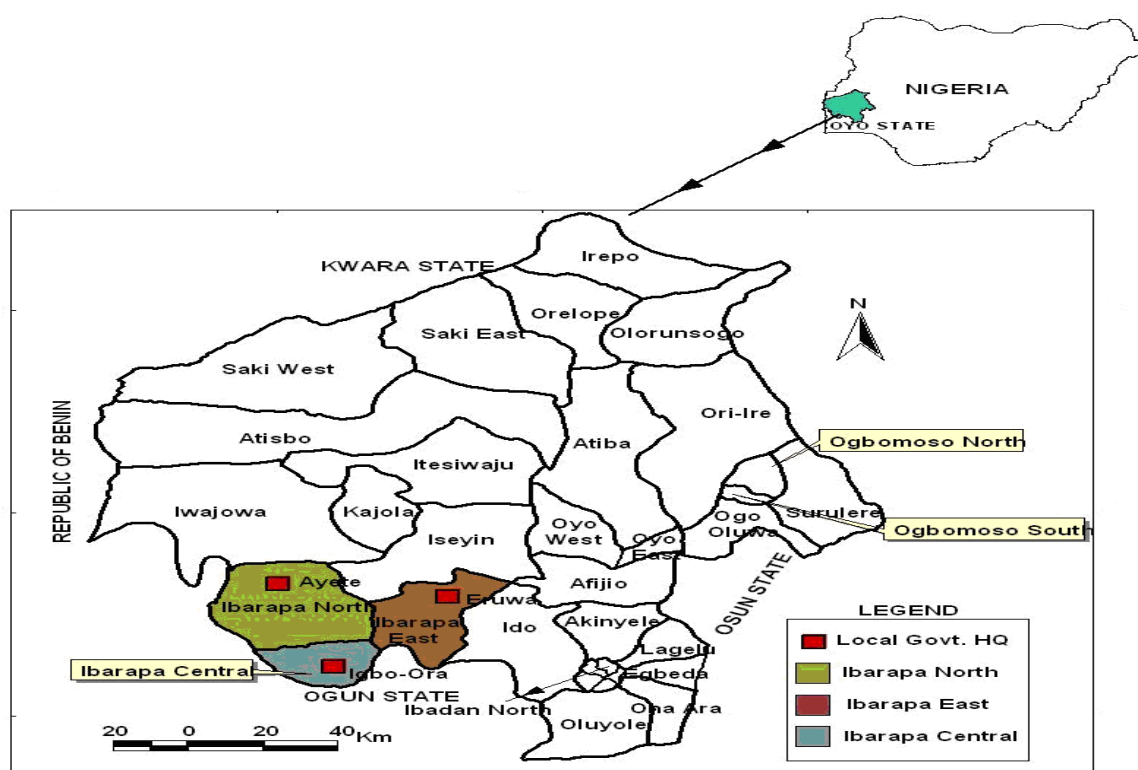 NIGERIA
OYO STATE
Irepo
KWARA STATE
Orelope
Saki East
Olorunsogo
N
Saki West
Ori-Ire
Atisbo
Atiba
Ogbomoso North
Itesiwaju
REPUBLIC OF BENIN
Iwajowa
Kajola
Oyo
West
Ogo
Oluwa
Surulere
Ogbomoso South
Iseyin
Oyo
East
Afijio
OSUN STATE
Ayete
Ibarapa North
Eruwa
Ibarapa
East
Ido
Akinyele
Lagelu
Ibarapa Central
Igbo-Ora
OGUN STATE
Egbeda
Ibadan North
Ona Ara
Oluyole
20 0 20 40 Km
LEGEND
Local Govt. HQ
Ibarapa North
Ibarapa East
Ibarapa Central